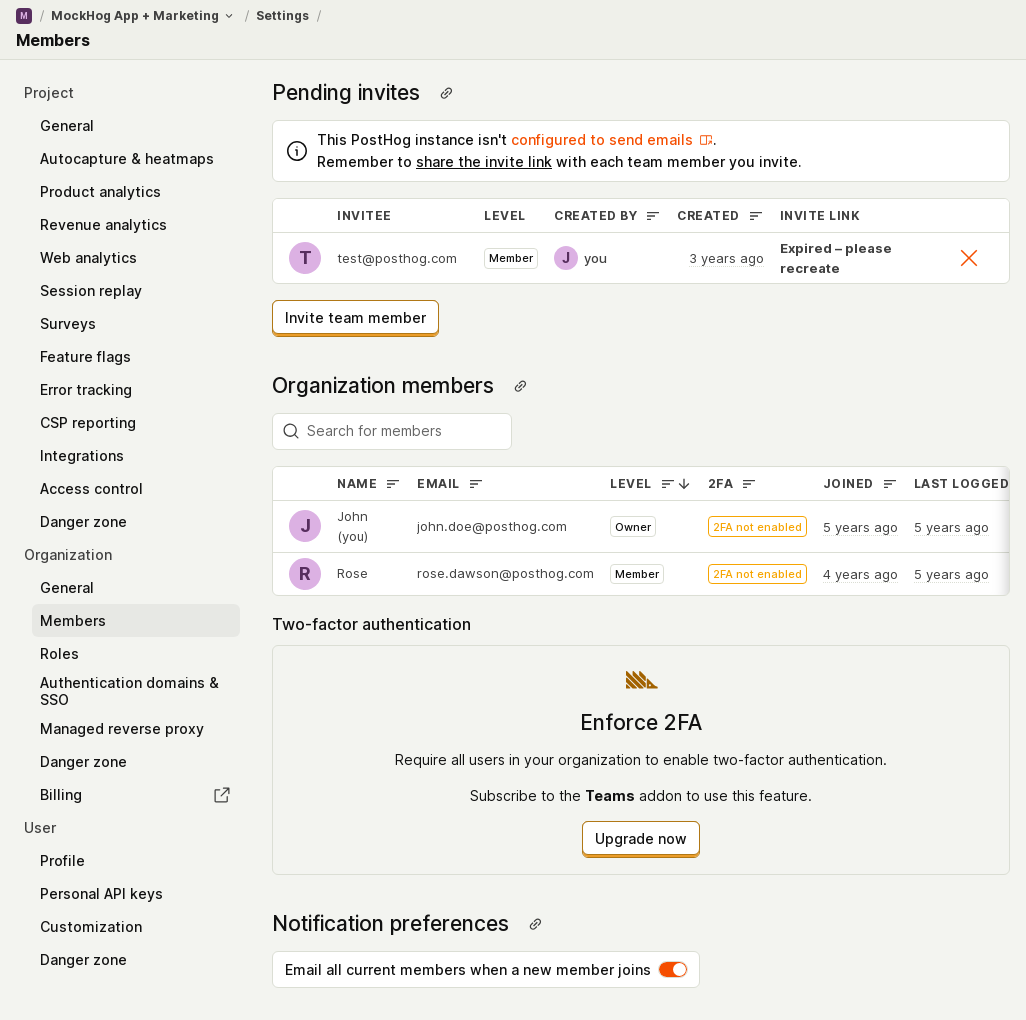 M / MockHog App + Marketing / Settings /
Members
Project
General
Autocapture & heatmaps
Product analytics
Revenue analytics
Web analytics
Session replay
Surveys
Feature flags
Error tracking
CSP reporting
Integrations
Access control
Danger zone
Organization
General
Members
Roles
Authentication domains &
SSO
Managed reverse proxy
Danger zone
Billing
User
Profile
Personal API keys
Customization
Danger zone
Pending invites
This PostHog instance isn't configured to send emails .
Remember to share the invite link with each team member you invite.
INVITEE LEVEL CREATED BY CREATED INVITE LINK
T test@posthog.com Member J you 3 years ago Expired – please
recreate
Invite team member
Organization members
Search for members
NAME EMAIL LEVEL 2FA JOINED LAST LOGGED
J John
(you) john.doe@posthog.com Owner 2FA not enabled 5 years ago 5 years ago
R Rose rose.dawson@posthog.com Member 2FA not enabled 4 years ago 5 years ago
Two-factor authentication
Enforce 2FA
Require all users in your organization to enable two-factor authentication.
Subscribe to the Teams addon to use this feature.
Upgrade now
Notification preferences
Email all current members when a new member joins